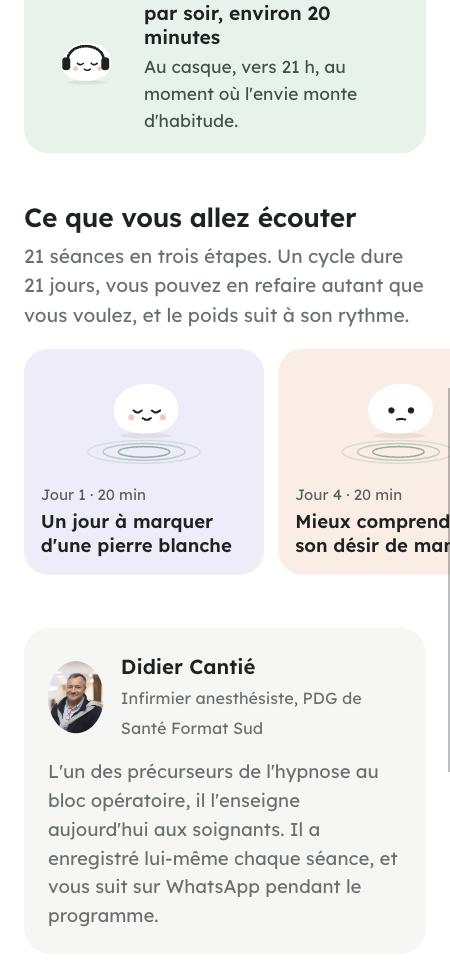 par soir, environ 20
minutes
Au casque, vers 21 h, au
moment où l'envie monte
d'habitude.
Ce que vous allez écouter
21 séances en trois étapes. Un cycle dure
21 jours, vous pouvez en refaire autant que
vous voulez, et le poids suit à son rythme.
Jour 1 · 20 min
Un jour à marquer
d'une pierre blanche
Jour 4 · 20 min
Mieux comprend
son désir de man
Didier Cantié
Infirmier anesthésiste, PDG de
Santé Format Sud
L'un des précurseurs de l'hypnose au
bloc opératoire, il l'enseigne
aujourd'hui aux soignants. Il a
enregistré lui-même chaque séance, et
vous suit sur WhatsApp pendant le
programme.